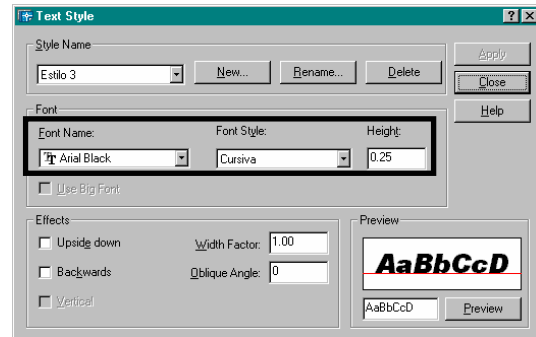 Text Style
Style Name
Estilo 3
New...
Rename...
Delete
Apply
Close
Help
Font
Font Name:
Font Style:
Height:
Arial Black
Cursiva
0.25
Use Big Font
Effects
Upside down
Width Factor: 1.00
Backwards
Oblique Angle: 0
Vertical
Preview
AaBbCcD
AaBbCcD
Preview